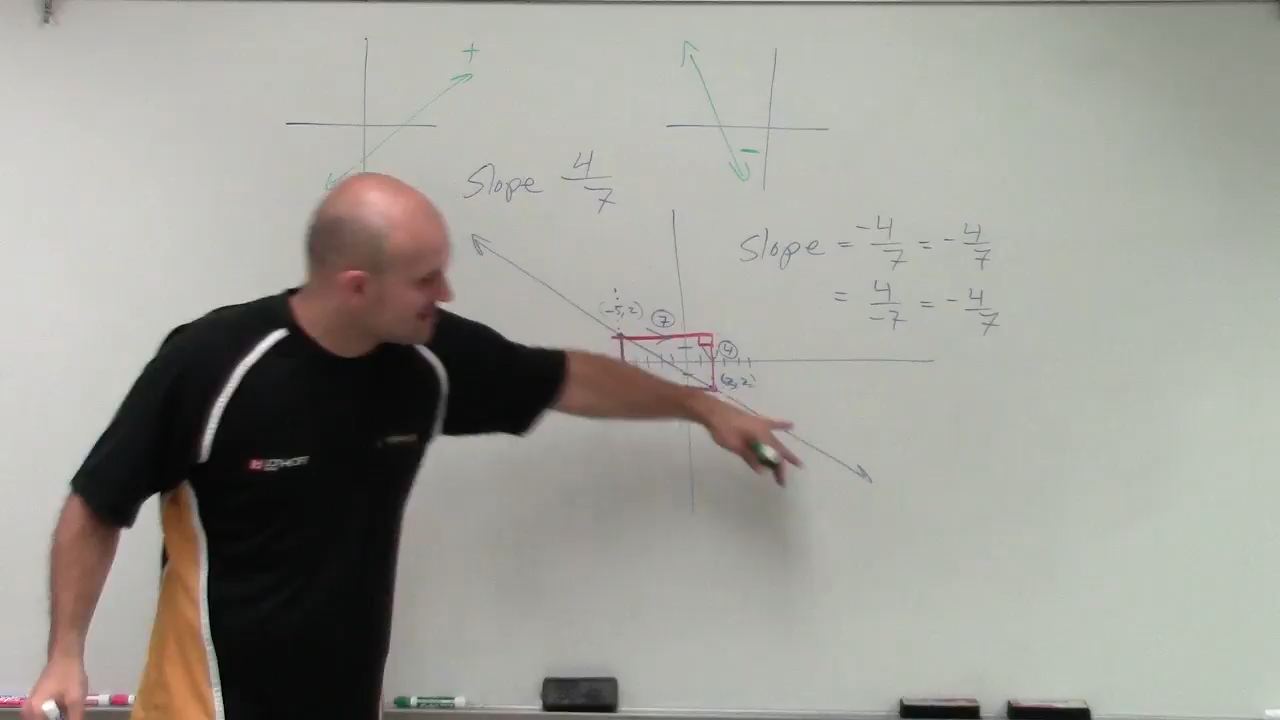 +
-
Slope 4/7
Slope = -4/7 = -4/7
= 4/-7 = -4/7
(-5, 2)
7
4